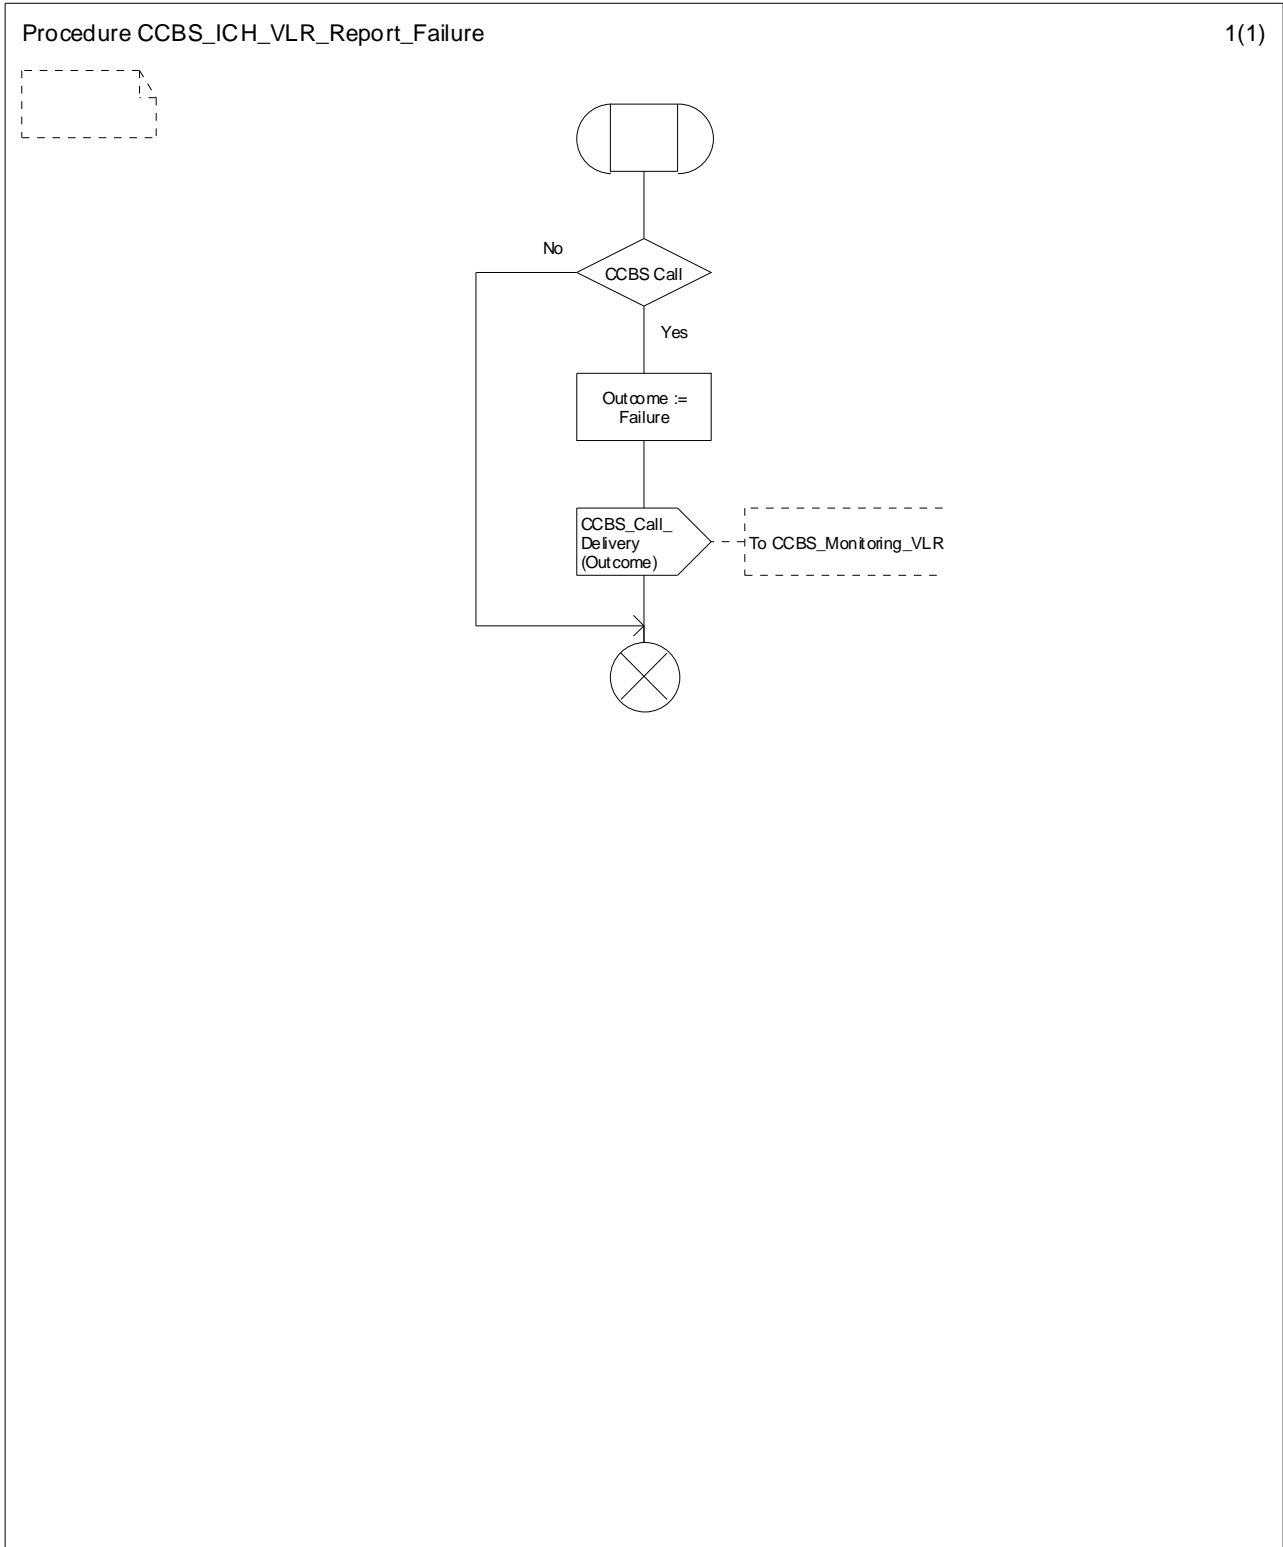 Procedure CCBS_ICH_VLR_Report_Failure
1(1)
No
CCBS Call
Yes
Outcome :=
Failure
CCBS_Call_
Delivery
(Outcome)
To CCBS_Monitoring_VLR